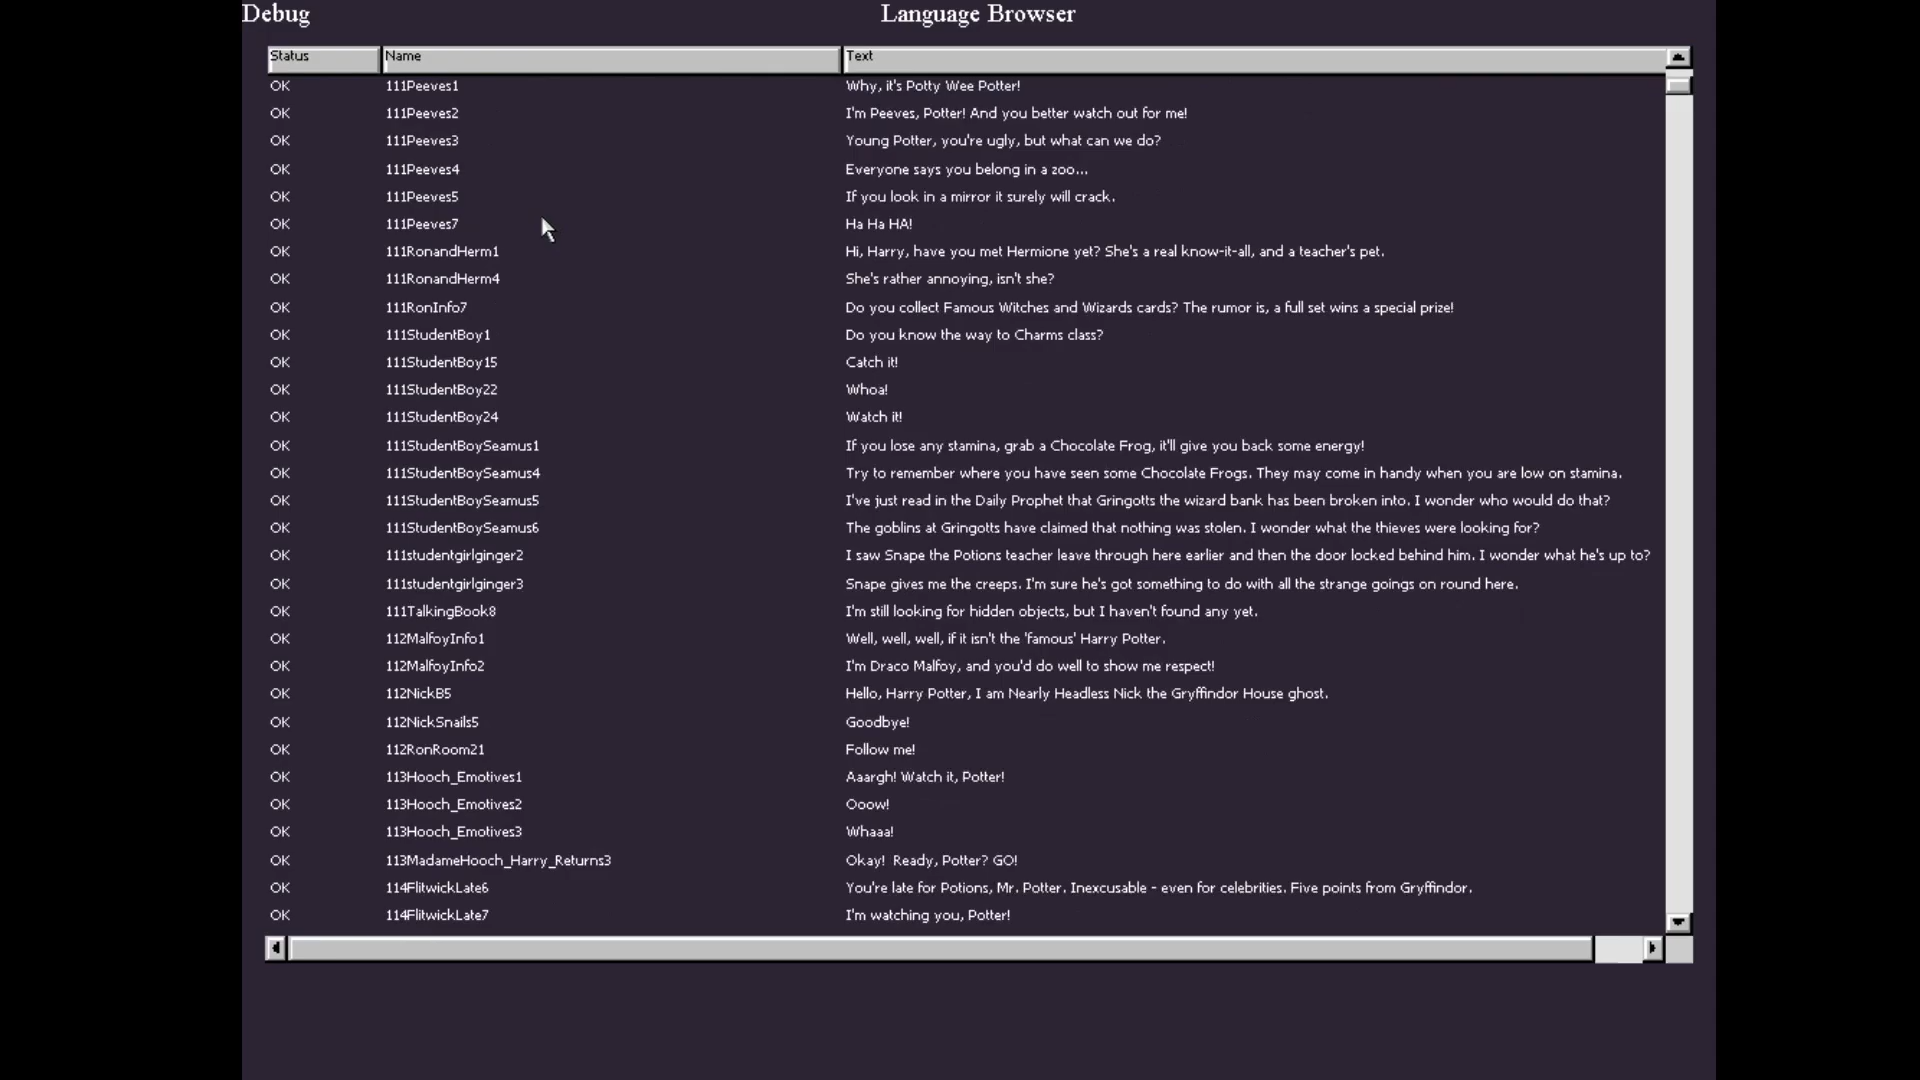 Debug Language Browser
Status Name Text
OK 111Peeves1 Why, it's Potty Wee Potter!
OK 111Peeves2 I'm Peeves, Potter! And you better watch out for me!
OK 111Peeves3 Young Potter, you're ugly, but what can we do?
OK 111Peeves4 Everyone says you belong in a zoo...
OK 111Peeves5 If you look in a mirror it surely will crack.
OK 111Peeves7 Ha Ha HA!
OK 111RonandHerm1 Hi, Harry, have you met Hermione yet? She's a real know-it-all, and a teacher's pet.
OK 111RonandHerm4 She's rather annoying, isn't she?
OK 111RonInfo7 Do you collect Famous Witches and Wizards cards? The rumor is, a full set wins a special prize!
OK 111StudentBoy1 Do you know the way to Charms class?
OK 111StudentBoy15 Catch it!
OK 111StudentBoy22 Whoa!
OK 111StudentBoy24 Watch it!
OK 111StudentBoySeamus1 If you lose any stamina, grab a Chocolate Frog, it'll give you back some energy!
OK 111StudentBoySeamus4 Try to remember where you have seen some Chocolate Frogs. They may come in handy when you are low on stamina.
OK 111StudentBoySeamus5 I've just read in the Daily Prophet that Gringotts the wizard bank has been broken into. I wonder who would do that?
OK 111StudentBoySeamus6 The goblins at Gringotts have claimed that nothing was stolen. I wonder what the thieves were looking for?
OK 111studentgirlginger2 I saw Snape the Potions teacher leave through here earlier and then the door locked behind him. I wonder what he's up to?
OK 111studentgirlginger3 Snape gives me the creeps. I'm sure he's got something to do with all the strange goings on round here.
OK 111TalkingBook8 I'm still looking for hidden objects, but I haven't found any yet.
OK 112MalfoyInfo1 Well, well, well, if it isn't the 'famous' Harry Potter.
OK 112MalfoyInfo2 I'm Draco Malfoy, and you'd do well to show me respect!
OK 112NickB5 Hello, Harry Potter, I am Nearly Headless Nick the Gryffindor House ghost.
OK 112NickSnails5 Goodbye!
OK 112RonRoom21 Follow me!
OK 113Hooch_Emotives1 Aaargh! Watch it, Potter!
OK 113Hooch_Emotives2 Ooow!
OK 113Hooch_Emotives3 Whaaa!
OK 113MadameHooch_Harry_Returns3 Okay!  Ready, Potter? GO!
OK 114FlitwickLate6 You're late for Potions, Mr. Potter. Inexcusable - even for celebrities. Five points from Gryffindor.
OK 114FlitwickLate7 I'm watching you, Potter!